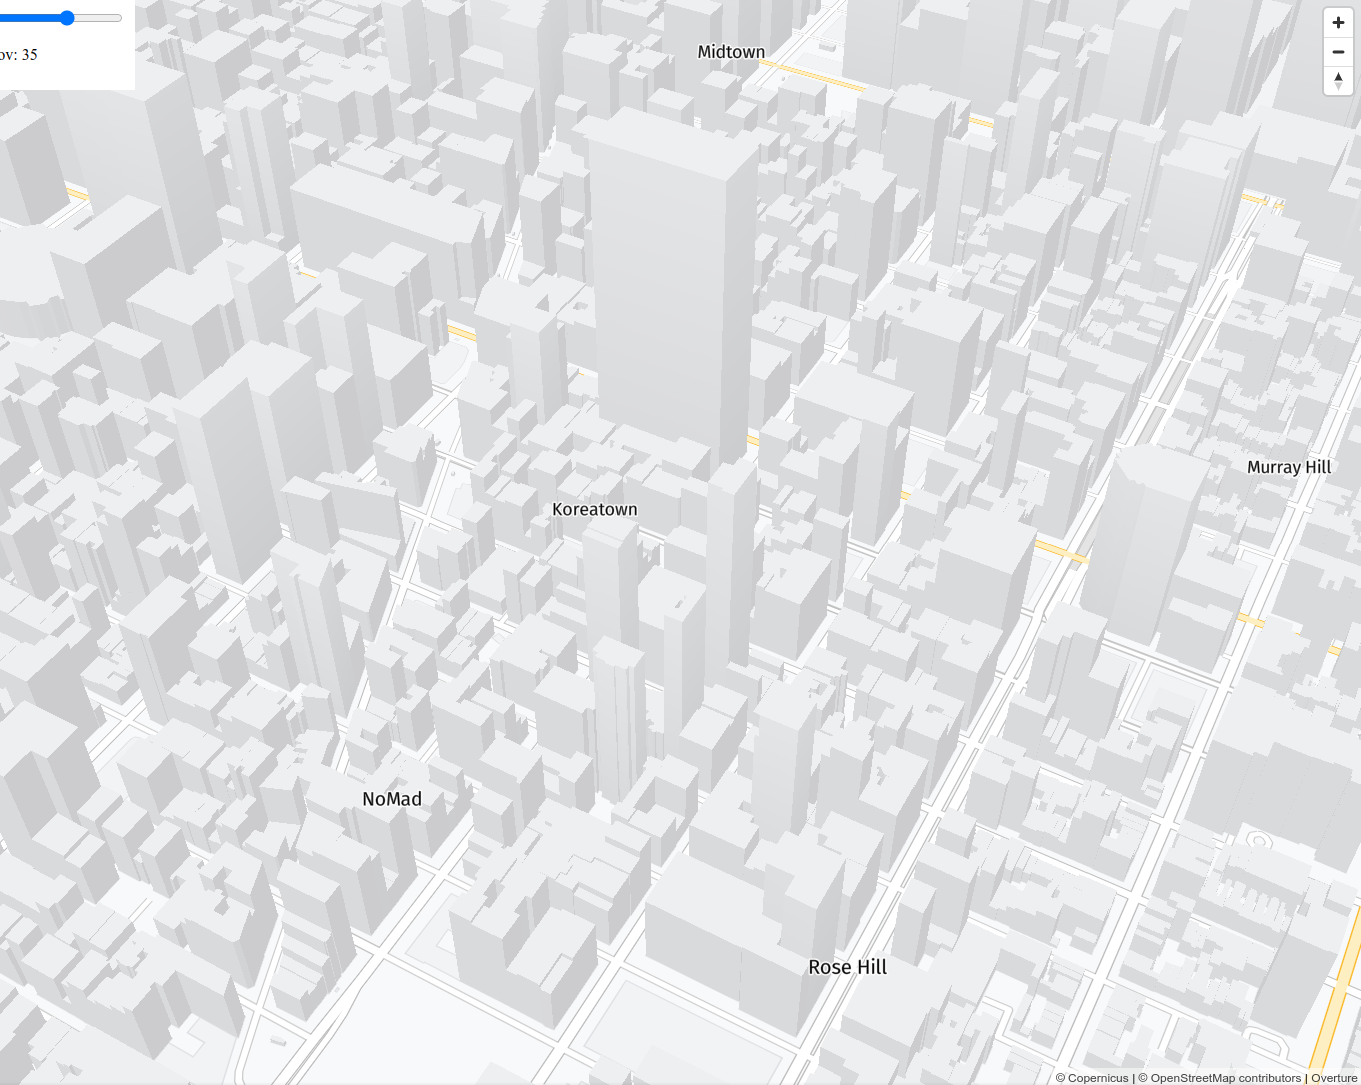 ov: 35
Midtown
Murray Hill
Koreatown
NoMad
Rose Hill
© Copernicus | © OpenStreetMap contributors | Overture